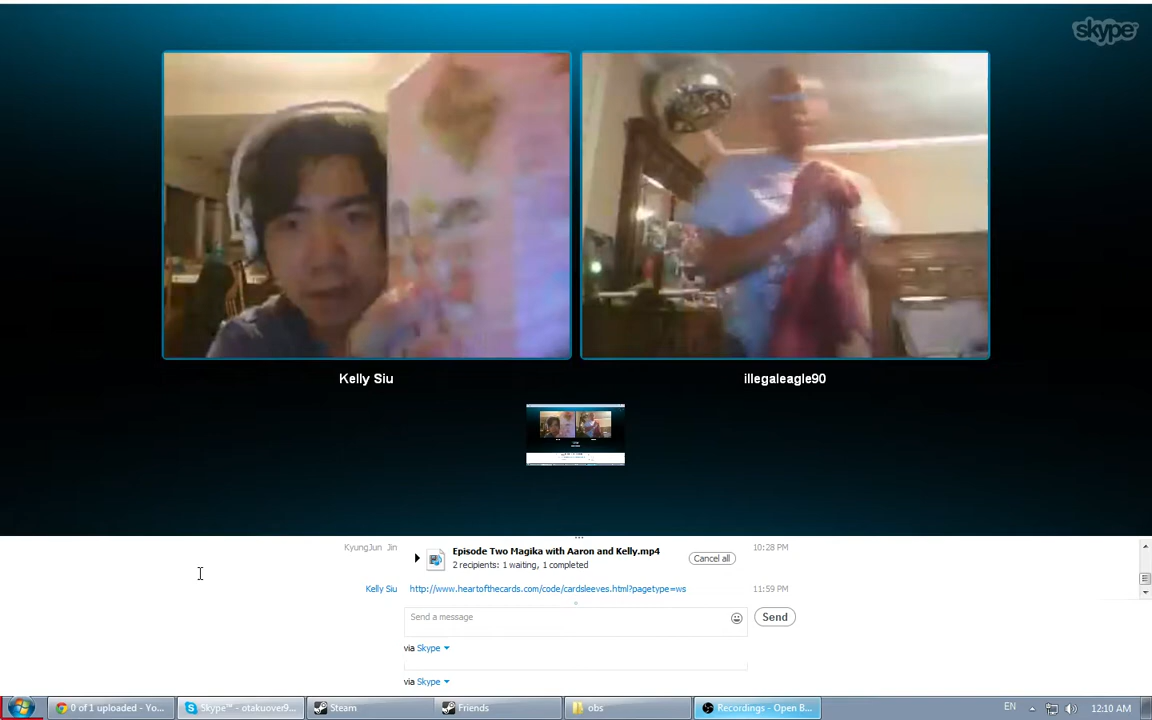 skype
Kelly Siu
illegaleagle90
KyungJun Jin
Episode Two Magika with Aaron and Kelly.mp4
2 recipients: 1 waiting, 1 completed
Cancel all
10:28 PM
Kelly Siu
http://www.heartofthecards.com/code/cardsleeves.html?pagetype=ws
11:59 PM
Send a message
Send
via Skype
via Skype
0 of 1 uploaded - Yo...
Skype™ - otakuover9...
Steam
Friends
obs
Recordings - Open B...
EN
12:10 AM